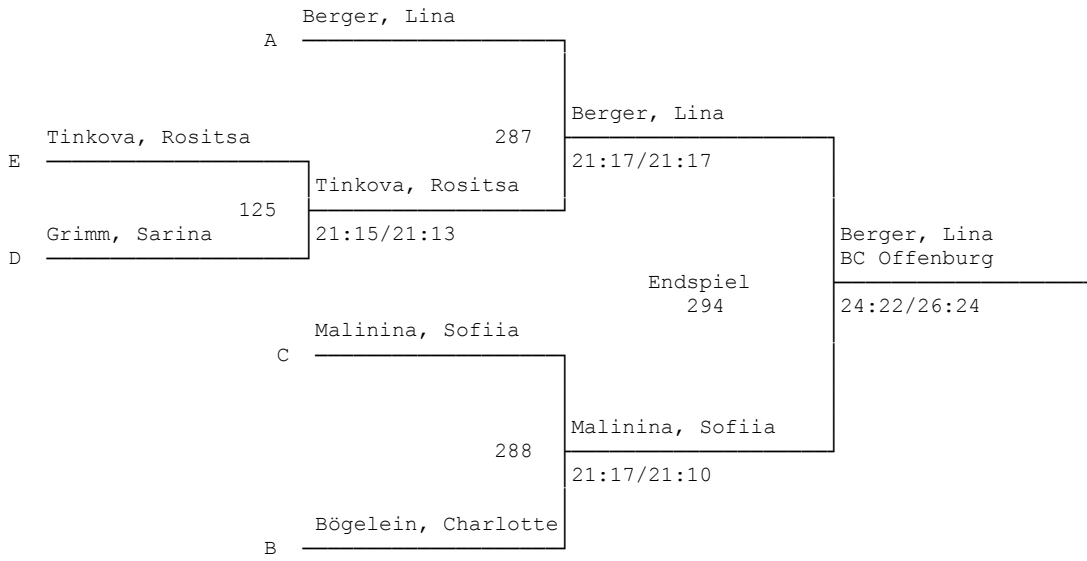 Berger, Lina
A
Berger, Lina
Tinkova, Rositsa
287
E
21:17/21:17
Tinkova, Rositsa
125
Grimm, Sarina
21:15/21:13
Berger, Lina
D
BC Offenburg
Endspiel
294
24:22/26:24
Malinina, Sofiia
C
Malinina, Sofiia
288
21:17/21:10
Bögelein, Charlotte
B